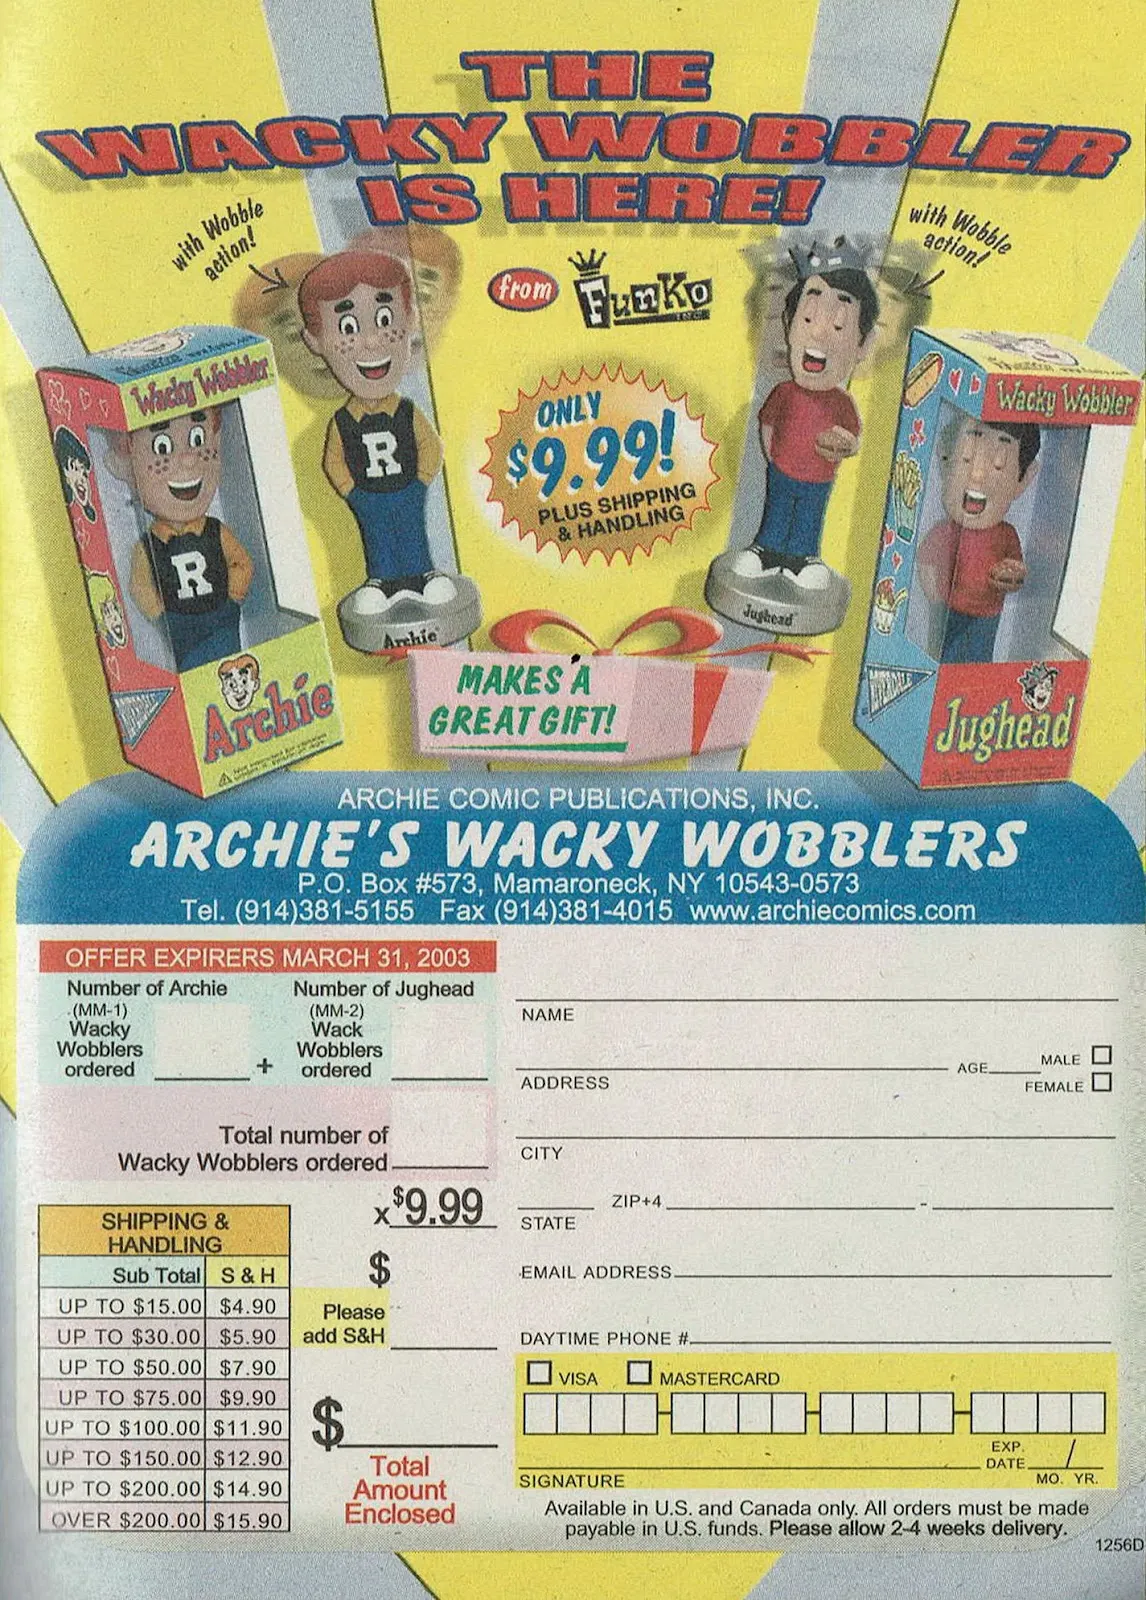 THE
WACKY WOBBLER
IS HERE!
with Wobble
action!
with Wobble
action!
from
FunKo
INC.
Wacky Wobbler
Wacky Wobbler
ONLY
$9.99!
PLUS SHIPPING
& HANDLING
R
R
Archie
Jughead
MAKES A
GREAT GIFT!
RIVERDALE
Archie
RIVERDALE
Jughead
ARCHIE COMIC PUBLICATIONS, INC.
ARCHIE'S WACKY WOBBLERS
P.O. Box #573, Mamaroneck, NY 10543-0573
Tel. (914)381-5155 Fax (914)381-4015 www.archiecomics.com
OFFER EXPIRERS MARCH 31, 2003
Number of Archie
(MM-1)
Wacky
Wobblers
ordered
+
Number of Jughead
(MM-2)
Wack
Wobblers
ordered
Total number of
Wacky Wobblers ordered
x $9.99
$
Please
add S&H
$
Total
Amount
Enclosed
SHIPPING &
HANDLING
Sub Total S & H
UP TO $15.00 $4.90
UP TO $30.00 $5.90
UP TO $50.00 $7.90
UP TO $75.00 $9.90
UP TO $100.00 $11.90
UP TO $150.00 $12.90
UP TO $200.00 $14.90
OVER $200.00 $15.90
NAME
ADDRESS
AGE
MALE
FEMALE
CITY
STATE
ZIP+4 -
EMAIL ADDRESS
DAYTIME PHONE #
VISA MASTERCARD
SIGNATURE
EXP.
DATE /
MO. YR.
Available in U.S. and Canada only. All orders must be made
payable in U.S. funds. Please allow 2-4 weeks delivery.
1256D